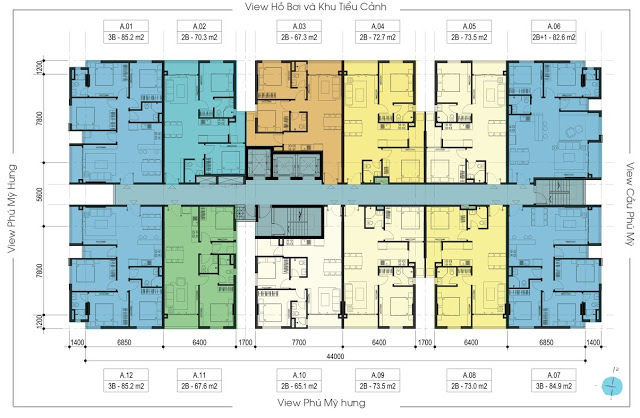 View Hồ Bơi và Khu Tiểu Cảnh
A.01 A.02 A.03 A.04 A.05 A.06
3B - 85.2 m2 2B - 70.3 m2 2B - 67.3 m2 2B - 72.7 m2 2B - 73.5 m2 2B+1 - 82.6 m2
1200
7800
5600
7800
1200
1200
7800
5600
7800
1200
View Phú Mỹ Hưng
View Cầu Phú Mỹ
1400 6850 6400 1700 7700 6400 1700 6400 6850 1400
44000
A.12 A.11 A.10 A.09 A.08 A.07
3B - 85.2 m2 2B - 67.6 m2 2B - 65.1 m2 2B - 73.5 m2 2B - 73.0 m2 3B - 84.9 m2
View Phú Mỹ hưng